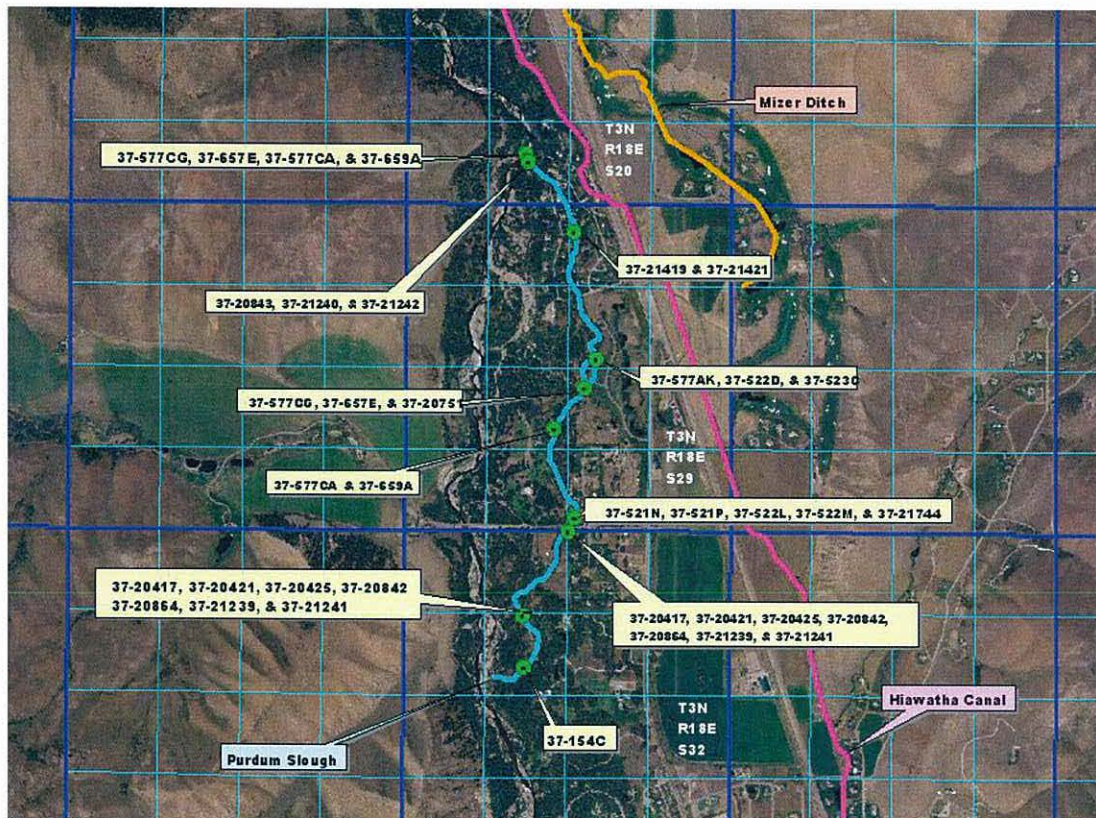 Mizer Ditch
T3N
R18E
S20
37-577CG, 37-657E, 37-577CA, & 37-659A
37-21419 & 37-21421
37-20843, 37-21240, & 37-21242
37-577AK, 37-522D, & 37-523C
37-577CG, 37-657E, & 37-20751
T3N
R18E
S29
37-577CA & 37-659A
37-521N, 37-521P, 37-522L, 37-522M, & 37-21744
37-20417, 37-20421, 37-20425, 37-20842
37-20864, 37-21239, & 37-21241
37-20417, 37-20421, 37-20425, 37-20842,
37-20864, 37-21239, & 37-21241
Hiawatha Canal
T3N
R18E
S32
37-154C
Purdum Slough